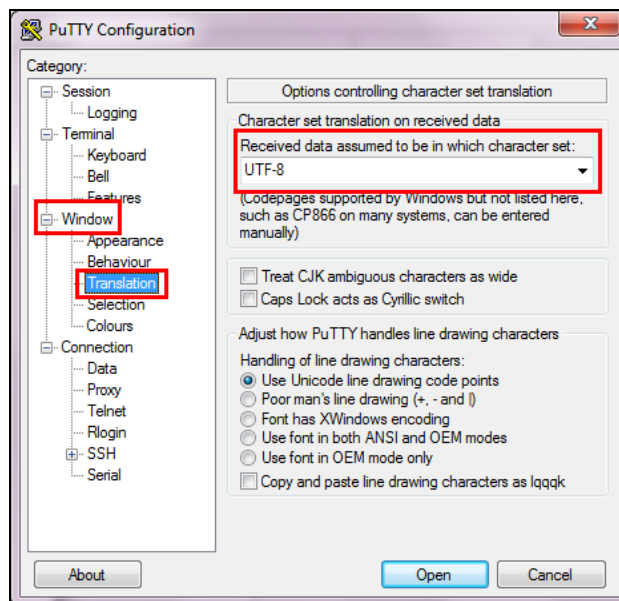 PuTTY Configuration
Category:
Session
Logging
Terminal
Keyboard
Bell
Features
Window
Appearance
Behaviour
Translation
Selection
Colours
Connection
Data
Proxy
Telnet
Rlogin
SSH
Serial
Options controlling character set translation
Character set translation on received data
Received data assumed to be in which character set:
UTF-8
(Codepages supported by Windows but not listed here,
such as CP866 on many systems, can be entered
manually)
Treat CJK ambiguous characters as wide
Caps Lock acts as Cyrillic switch
Adjust how PuTTY handles line drawing characters
Handling of line drawing characters:
Use Unicode line drawing code points
Poor man's line drawing (+, - and |)
Font has XWindows encoding
Use font in both ANSI and OEM modes
Use font in OEM mode only
Copy and paste line drawing characters as lqqqk
About
Open
Cancel